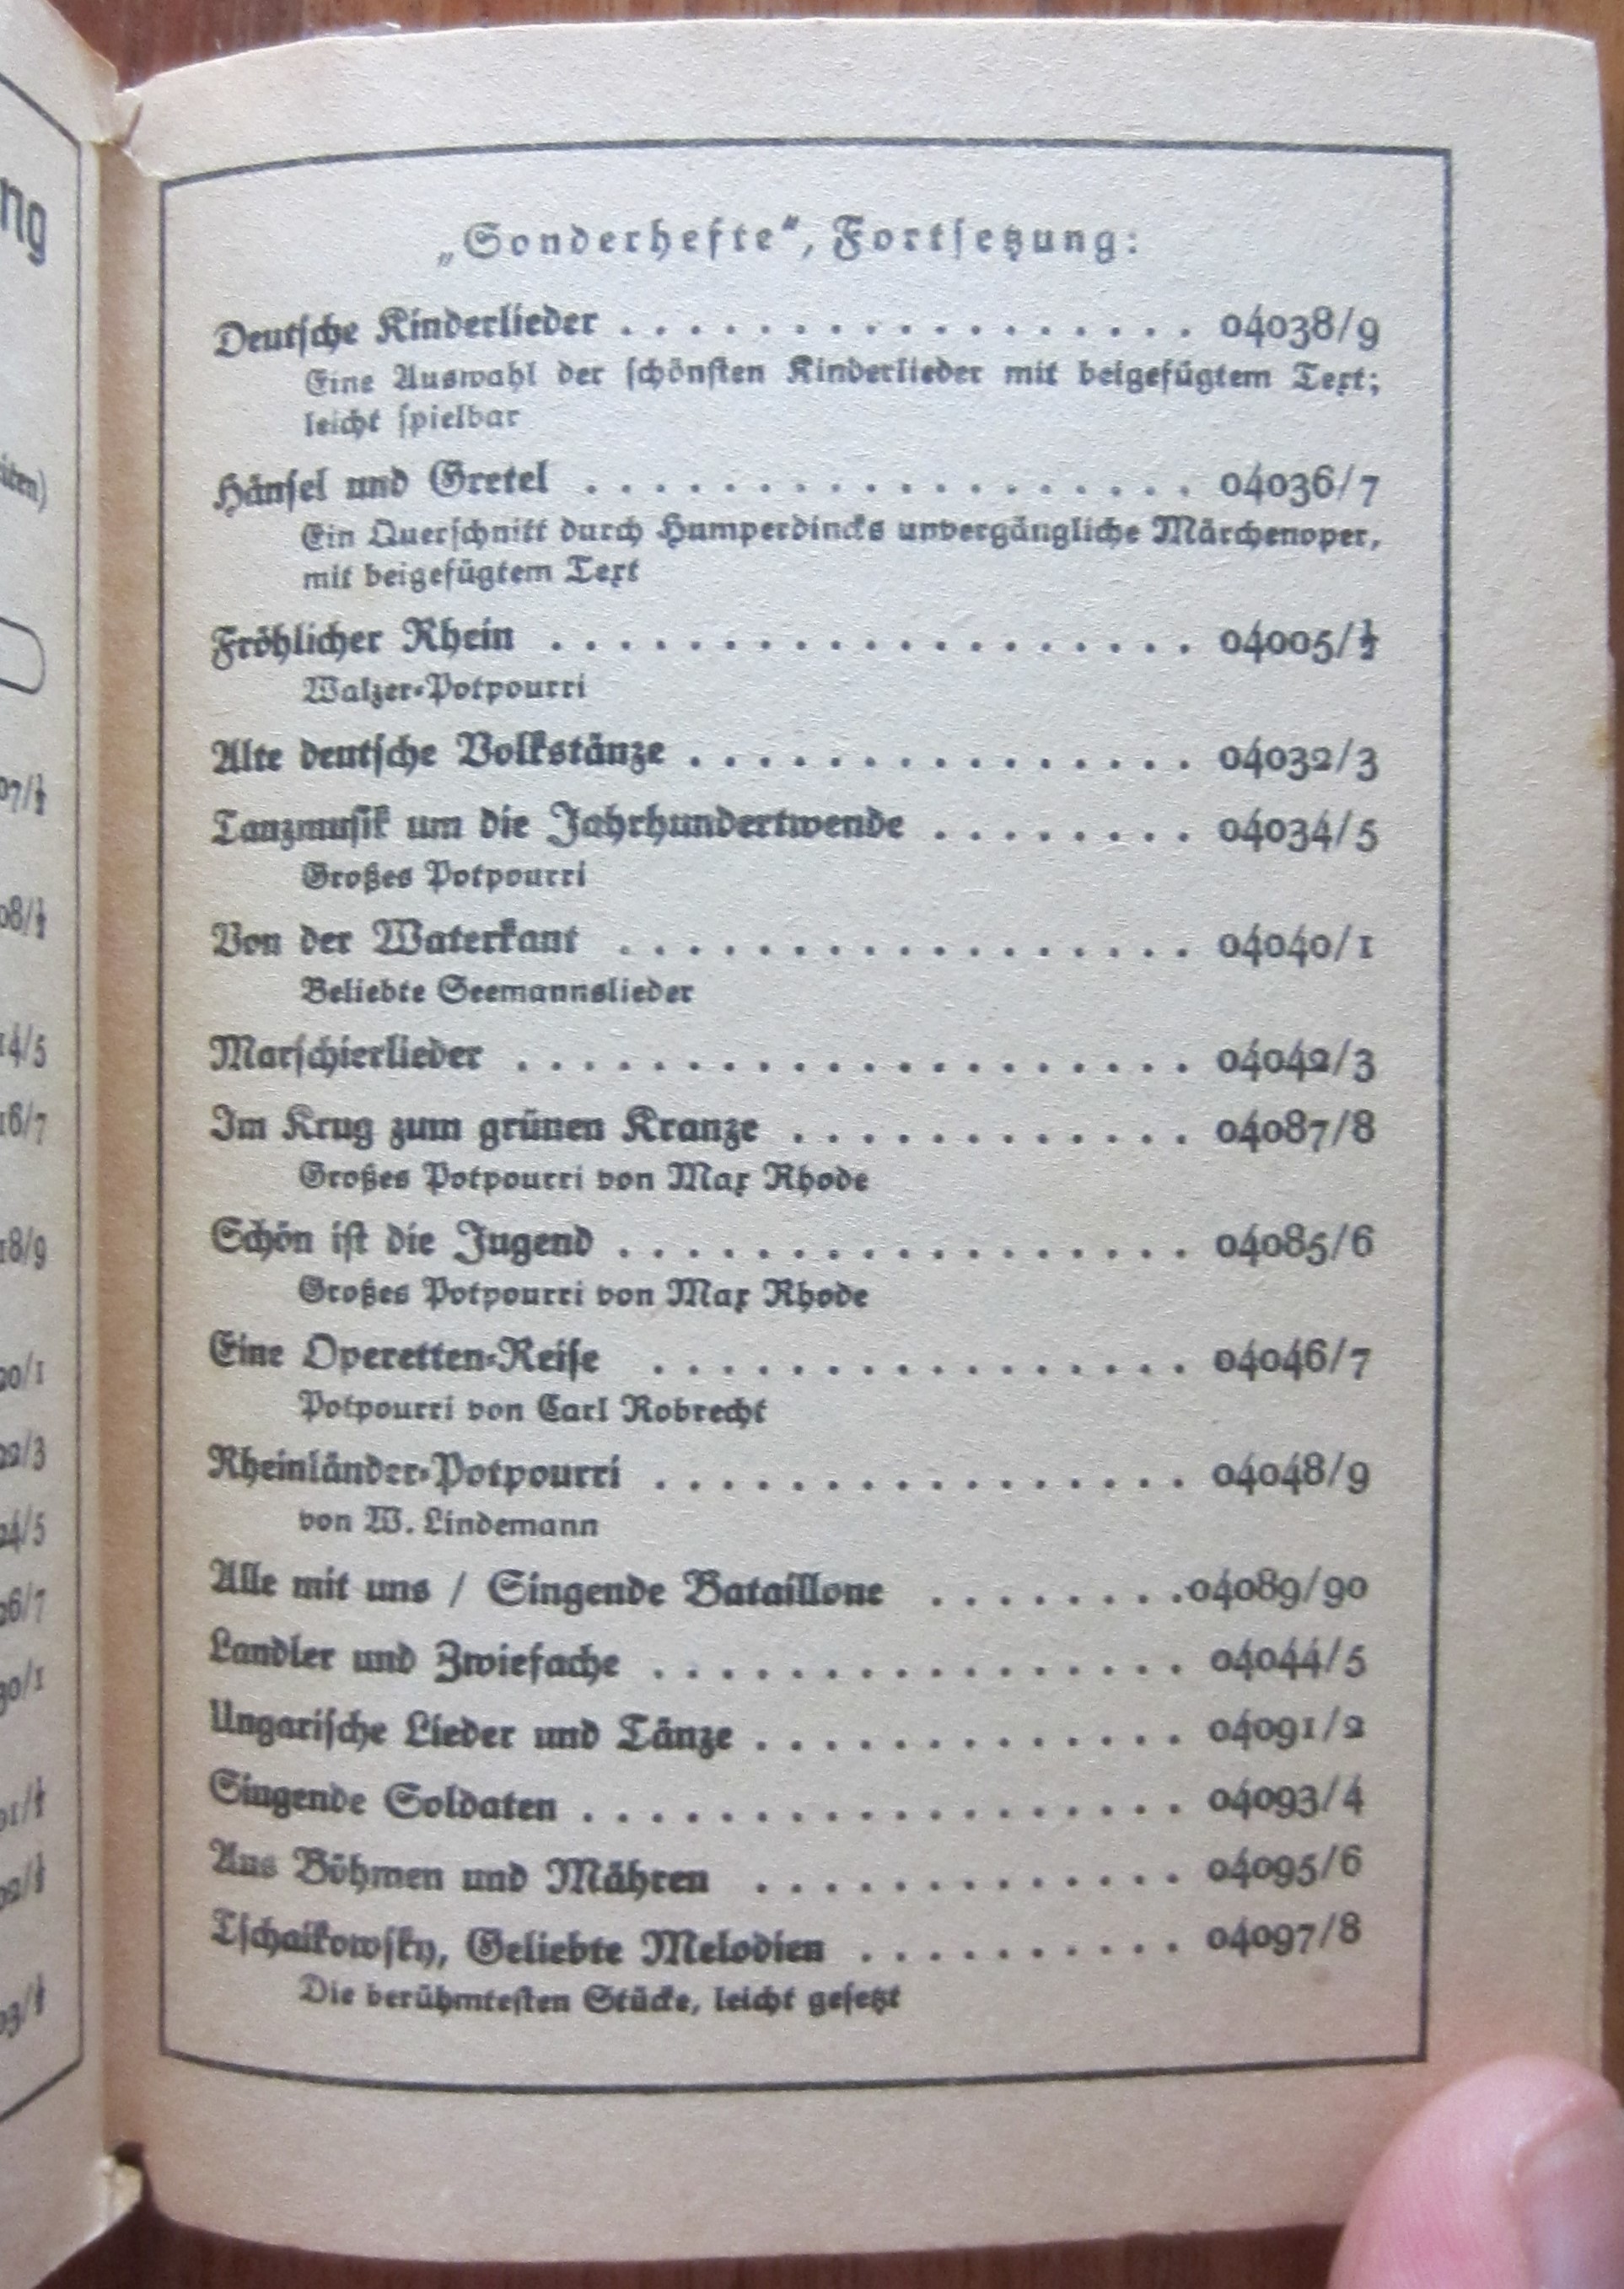 „Sonderhefte“, Fortsetzung:
Deutsche Kinderlieder . . . . . . . . . . . . . . . . . 04038/9
Eine Auswahl der schönsten Kinderlieder mit beigefügtem Text;
leicht spielbar
Hänsel und Gretel . . . . . . . . . . . . . . . . . . 04036/7
Ein Querschnitt durch Humperdincks unvergängliche Märchenoper,
mit beigefügtem Text
Fröhlicher Rhein . . . . . . . . . . . . . . . . . . . 04005/½
Walzer-Potpourri
Alte deutsche Volkstänze . . . . . . . . . . . . . . . 04032/3
Tanzmusik um die Jahrhundertwende . . . . . . . . 04034/5
Großes Potpourri
Von der Waterkant . . . . . . . . . . . . . . . . . 04040/1
Beliebte Seemannslieder
Marschierlieder . . . . . . . . . . . . . . . . . . . . 04042/3
Im Krug zum grünen Kranze . . . . . . . . . . . . 04087/8
Großes Potpourri von Max Rhode
Schön ist die Jugend . . . . . . . . . . . . . . . . . 04085/6
Großes Potpourri von Max Rhode
Eine Operetten-Reise . . . . . . . . . . . . . . . . 04046/7
Potpourri von Carl Robrecht
Rheinländer-Potpourri . . . . . . . . . . . . . . . . 04048/9
von W. Lindemann
Alle mit uns / Singende Bataillone . . . . . . . . 04089/90
Landler und Zwiefache . . . . . . . . . . . . . . . . 04044/5
Ungarische Lieder und Tänze . . . . . . . . . . . . . 04091/2
Singende Soldaten . . . . . . . . . . . . . . . . . . 04093/4
Aus Böhmen und Mähren . . . . . . . . . . . . . 04095/6
Tschaikowsky, Geliebte Melodien . . . . . . . . . . 04097/8
Die berühmtesten Stücke, leicht gesetzt